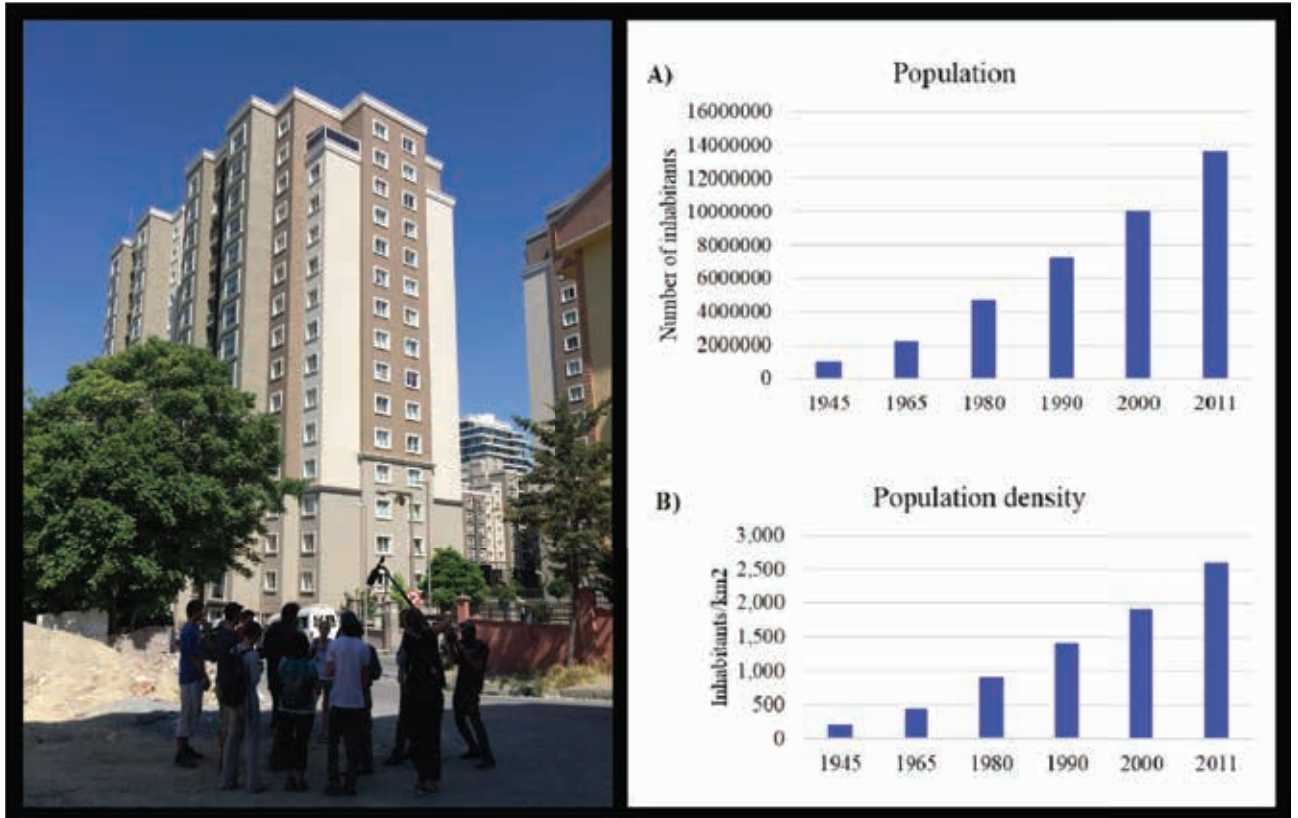 A)
Population
Number of inhabitants
16000000
14000000
12000000
10000000
8000000
6000000
4000000
2000000
0
1945 1965 1980 1990 2000 2011
B)
Population density
Inhabitants/km2
3,000
2,500
2,000
1,500
1,000
500
0
1945 1965 1980 1990 2000 2011